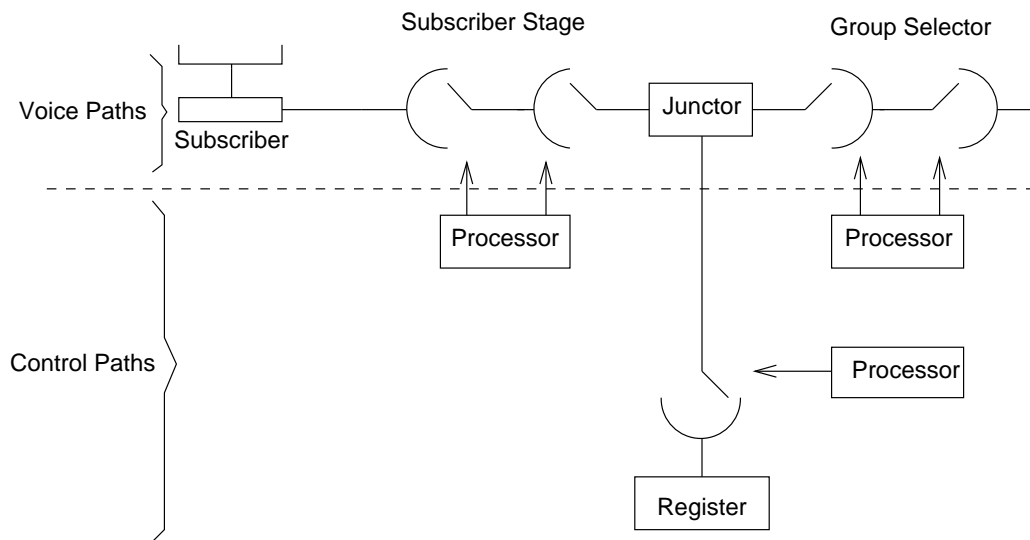 Subscriber Stage
Group Selector
Voice Paths
Junctor
Subscriber
Processor
Processor
Control Paths
Processor
Register